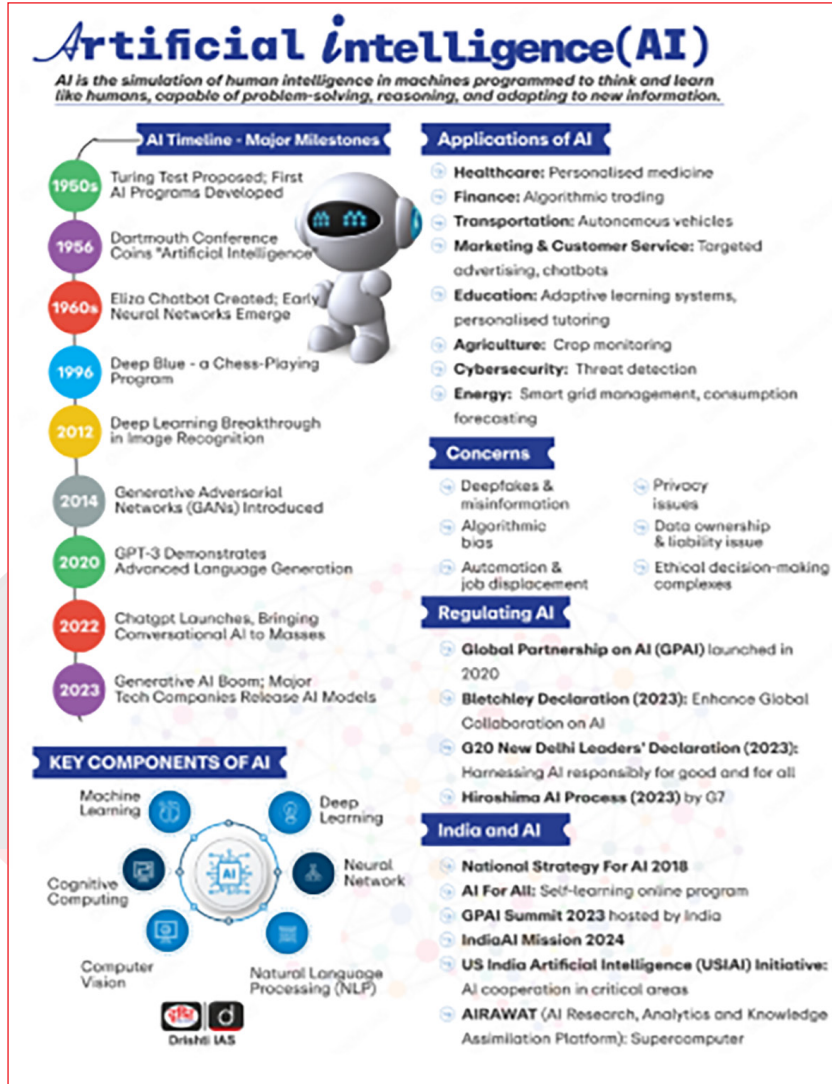 Artificial intelligence(AI)
AI is the simulation of human intelligence in machines programmed to think and learn
like humans, capable of problem-solving, reasoning, and adapting to new information.
AI Timeline - Major Milestones
1950s
Turing Test Proposed; First
AI Programs Developed
1956
Dartmouth Conference
Coins "Artificial Intelligence"
1960s
Eliza Chatbot Created; Early
Neural Networks Emerge
1996
Deep Blue - a Chess-Playing
Program
2012
Deep Learning Breakthrough
in Image Recognition
2014
Generative Adversarial
Networks (GANs) Introduced
2020
GPT-3 Demonstrates
Advanced Language Generation
2022
Chatgpt Launches, Bringing
Conversational AI to Masses
2023
Generative AI Boom; Major
Tech Companies Release AI Models
KEY COMPONENTS OF AI
Machine
Learning
Deep
Learning
Cognitive
Computing
AI
Neural
Network
Computer
Vision
Natural Language
Processing (NLP)
Drishti IAS
Applications of AI
Healthcare: Personalised medicine
Finance: Algorithmic trading
Transportation: Autonomous vehicles
Marketing & Customer Service: Targeted
advertising, chatbots
Education: Adaptive learning systems,
personalised tutoring
Agriculture: Crop monitoring
Cybersecurity: Threat detection
Energy: Smart grid management, consumption
forecasting
Concerns
Deepfakes &
misinformation
Algorithmic
bias
Automation &
job displacement
Privacy
issues
Data ownership
& liability issue
Ethical decision-making
complexes
Regulating AI
Global Partnership on AI (GPAI) launched in
2020
Bletchley Declaration (2023): Enhance Global
Collaboration on AI
G20 New Delhi Leaders' Declaration (2023):
Harnessing AI responsibly for good and for all
Hiroshima AI Process (2023) by G7
India and AI
National Strategy For AI 2018
AI For All: Self-learning online program
GPAI Summit 2023 hosted by India
IndiaAI Mission 2024
US India Artificial Intelligence (USIAI) Initiative:
AI cooperation in critical areas
AIRAWAT (AI Research, Analytics and Knowledge
Assimilation Platform): Supercomputer